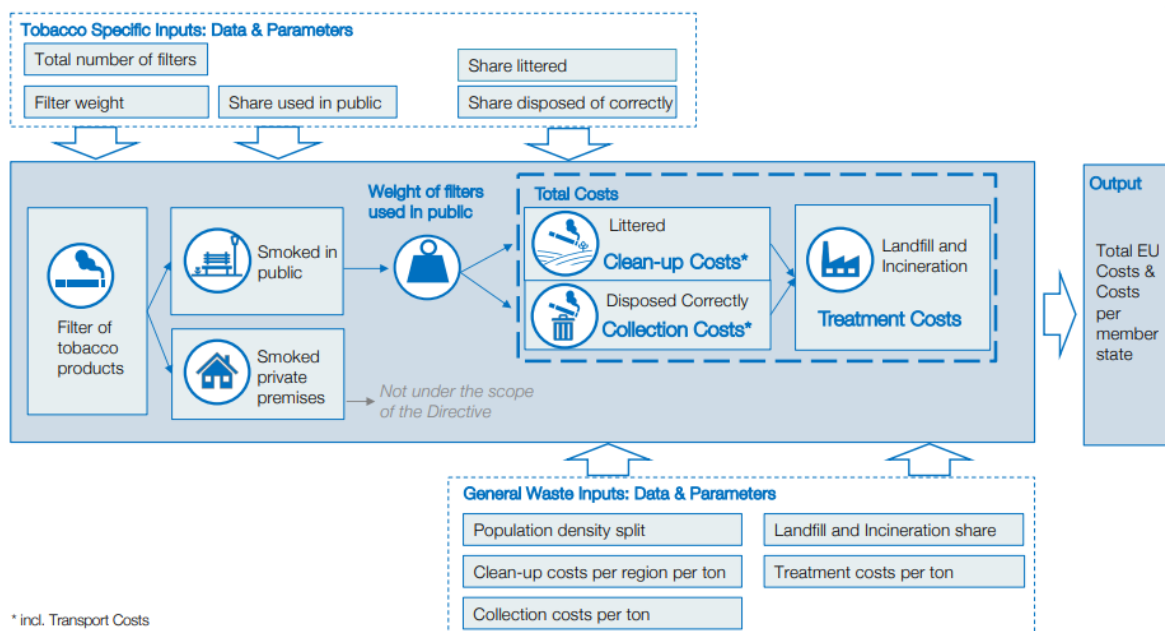 Tobacco Specific Inputs: Data & Parameters
Total number of filters
Share littered
Filter weight
Share used in public
Share disposed of correctly
Weight of filters
used in public
Total Costs
Output
Filter of
tobacco
products
Smoked in
public
Smoked
private
premises
Not under the scope
of the Directive
Littered
Clean-up Costs*
Disposed Correctly
Collection Costs*
Landfill and
Incineration
Treatment Costs
Total EU
Costs &
Costs
per
member
state
General Waste Inputs: Data & Parameters
Population density split
Landfill and Incineration share
Clean-up costs per region per ton
Treatment costs per ton
Collection costs per ton
* incl. Transport Costs